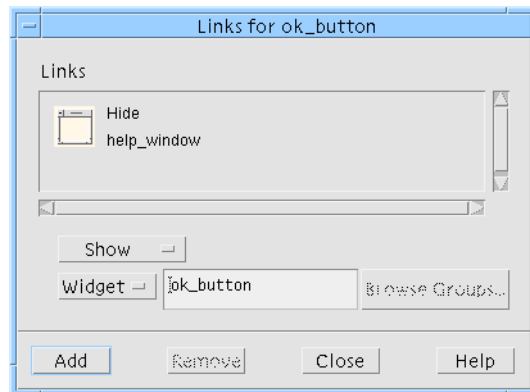 Links for ok_button
Links
Hide
help_window
Show
Widget ok_button Browse Groups...
Add Remove Close Help